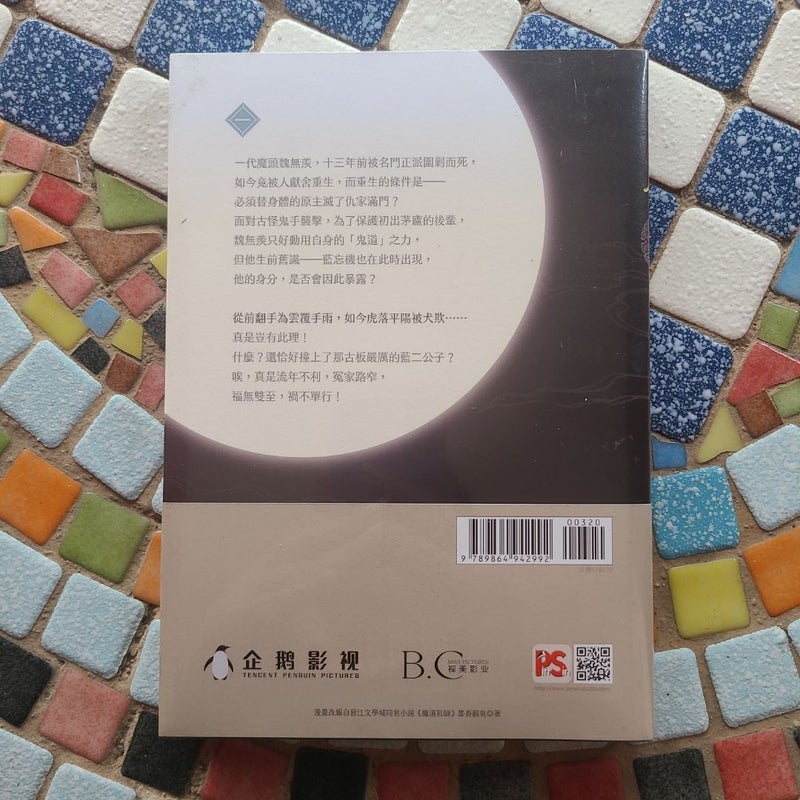 一
一代魔頭魏無羨，十三年前被名門正派圍剿而死，
如今竟被人獻舍重生，而重生的條件是——
必須替身體的原主滅了仇家滿門？
面對古怪鬼手襲擊，為了保護初出茅廬的後輩，
魏無羨只好動用自身的「鬼道」之力，
但他生前舊識——藍忘機也在此時出現，
他的身分，是否會因此暴露？
從前翻手為雲覆手雨，如今虎落平陽被犬欺……
真是豈有此理！
什麼？還恰好撞上了那古板嚴厲的藍二公子？
唉，真是流年不利，冤家路窄，
福無雙至，禍不單行！
00320
9 789864 942992
企鹅影视
TENCENT PENGUIN PICTURES
B.C
MAY PICTURES
视美影业
PS
漫畫改編自晉江文學城同名小說《魔道祖師》墨香銅臭◎著